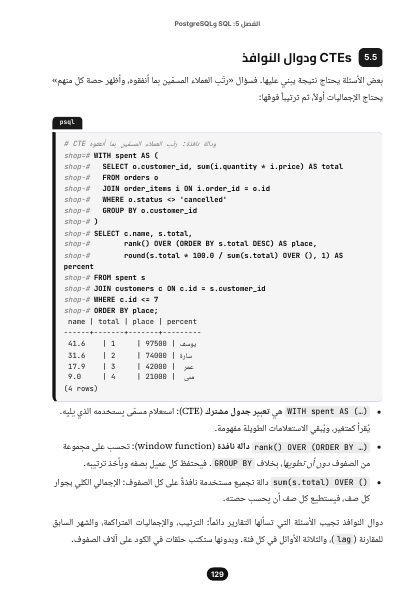 الفصل 5: SQL وPostgreSQL
5.5 CTEs ودوال النوافذ
بعض الأسئلة يحتاج نتيجة يبني عليها. فسؤال «رتّب العملاء المسمّين بما أنفقوه، وأظهر حصة كل منهم»
يحتاج الإجماليات أولاً، ثم ترتيباً فوقها:
psql
# CTE ودالة نافذة: رتّب العملاء المسمّين بما أنفقوه
shop=# WITH spent AS (
shop-#   SELECT o.customer_id, sum(i.quantity * i.price) AS total
shop-#   FROM orders o
shop-#   JOIN order_items i ON i.order_id = o.id
shop-#   WHERE o.status <> 'cancelled'
shop-#   GROUP BY o.customer_id
shop-# )
shop-# SELECT c.name, s.total,
shop-#        rank() OVER (ORDER BY s.total DESC) AS place,
shop-#        round(s.total * 100.0 / sum(s.total) OVER (), 1) AS
percent
shop-# FROM spent s
shop-# JOIN customers c ON c.id = s.customer_id
shop-# WHERE c.id <= 7
shop-# ORDER BY place;
 name | total | place | percent
------+-------+-------+---------
 يوسف | 97500 | 1 | 41.6
 سارة | 74000 | 2 | 31.6
 عمر | 42000 | 3 | 17.9
 منى | 21000 | 4 | 9.0
(4 rows)
• WITH spent AS (…) هي تعبير جدول مشترك (CTE): استعلام مسمّى يستخدمه الذي يليه.
يُقرأ كمتغير، ويُبقي الاستعلامات الطويلة مفهومة.
• rank() OVER (ORDER BY …) دالة نافذة (window function): تحسب على مجموعة
من الصفوف دون أن تطويها، بخلاف GROUP BY. فيحتفظ كل عميل بصفه ويأخذ ترتيبه.
• sum(s.total) OVER () دالة تجميع مستخدمة نافذةً على كل الصفوف: الإجمالي الكلي بجوار
كل صف، فيستطيع كل صف أن يحسب حصته.
دوال النوافذ تجيب الأسئلة التي تسألها التقارير دائماً: الترتيب، والإجماليات المتراكمة، والشهر السابق
للمقارنة (lag)، والثلاثة الأوائل في كل فئة. وبدونها ستكتب حلقات في الكود على آلاف الصفوف.
129